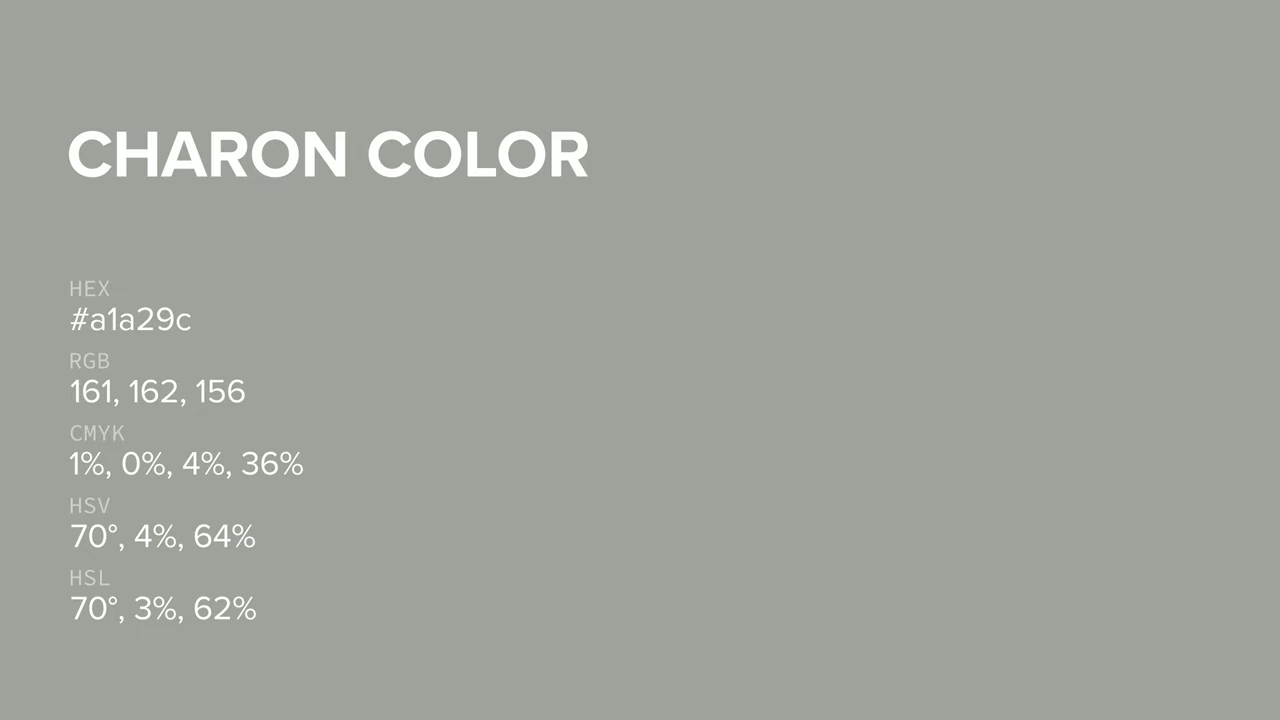 CHARON COLOR
HEX
#a1a29c
RGB
161, 162, 156
CMYK
1%, 0%, 4%, 36%
HSV
70°, 4%, 64%
HSL
70°, 3%, 62%